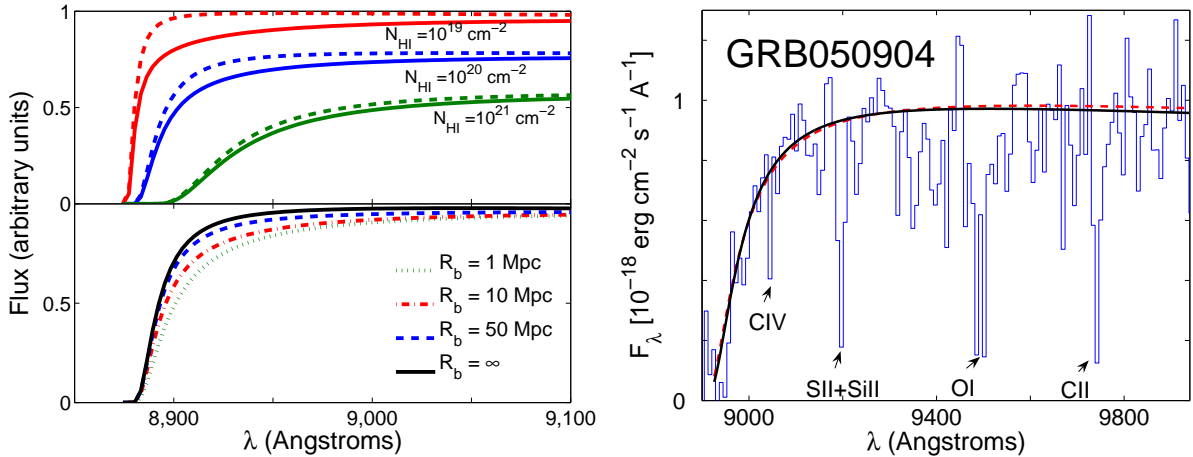 Flux (arbitrary units)
1
0.5
0
N_HI=10^19 cm^−2
N_HI=10^20 cm^−2
N_HI=10^21 cm^−2
0.5
0
R_b = 1 Mpc
R_b = 10 Mpc
R_b = 50 Mpc
R_b = ∞
8,900
9,000
9,100
λ (Angstroms)
GRB050904
F_λ [10^−18 erg cm^−2 s^−1 A^−1]
1
0
CIV
SII+SiII
OI
CII
9000
9400
9800
λ (Angstroms)